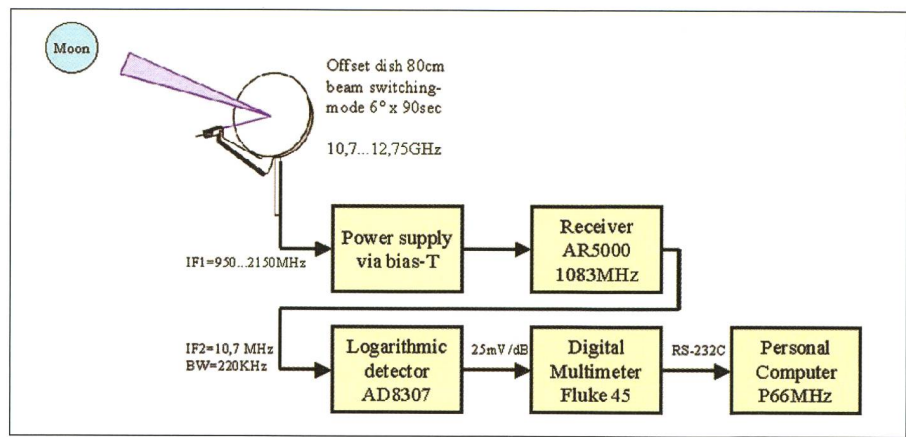 Moon
Offset dish 80cm
beam switching-
mode 6° x 90sec
10,7...12,75GHz
IF1=950...2150MHz
Power supply
via bias-T
Receiver
AR5000
1083MHz
IF2=10,7 MHz
BW=220KHz
Logarithmic
detector
AD8307
25mV/dB
Digital
Multimeter
Fluke 45
RS-232C
Personal
Computer
P66MHz